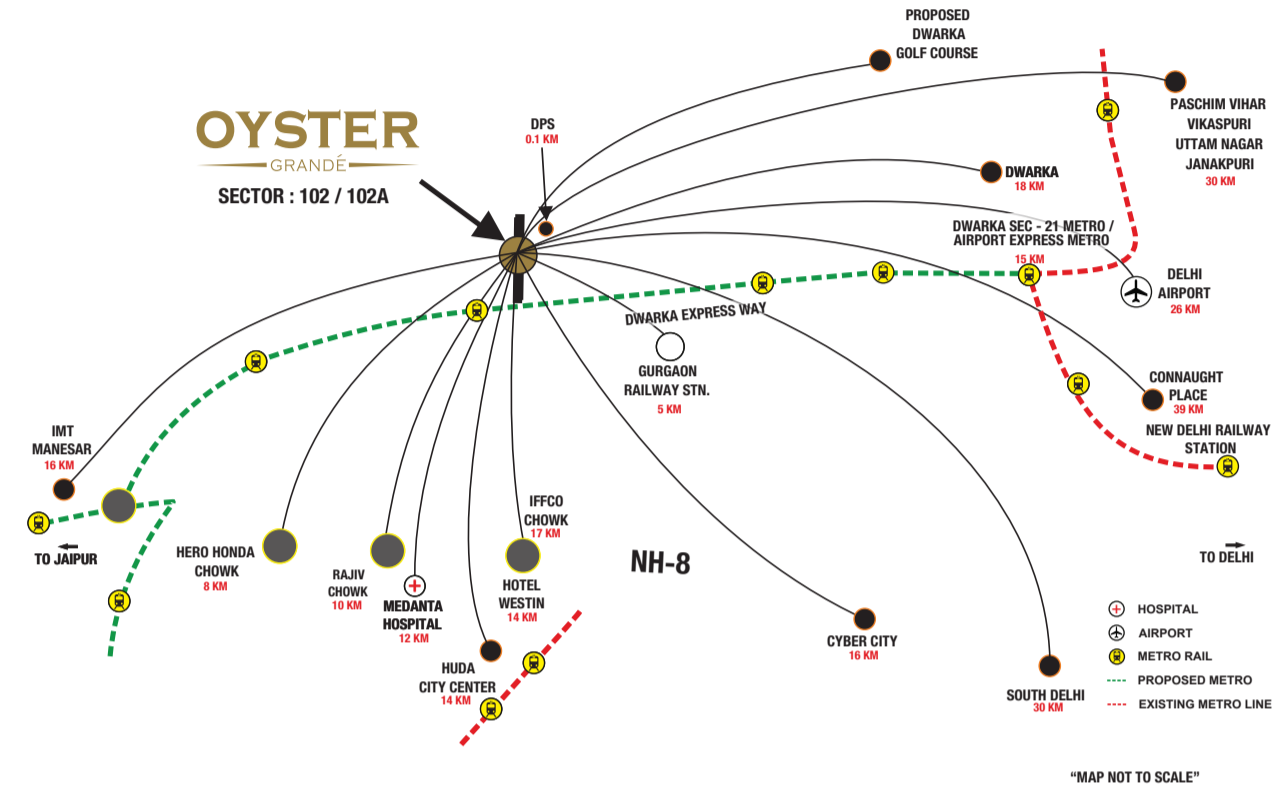 PROPOSED
DWARKA
GOLF COURSE
OYSTER
GRANDÉ
SECTOR : 102 / 102A
DPS
0.1 KM
PASCHIM VIHAR
VIKASPURI
UTTAM NAGAR
JANAKPURI
30 KM
DWARKA
18 KM
DWARKA SEC - 21 METRO /
AIRPORT EXPRESS METRO
15 KM
DELHI
AIRPORT
26 KM
DWARKA EXPRESS WAY
GURGAON
RAILWAY STN.
5 KM
CONNAUGHT
PLACE
39 KM
NEW DELHI RAILWAY
STATION
IMT
MANESAR
16 KM
TO JAIPUR
HERO HONDA
CHOWK
8 KM
RAJIV
CHOWK
10 KM
MEDANTA
HOSPITAL
12 KM
IFFCO
CHOWK
17 KM
HOTEL
WESTIN
14 KM
HUDA
CITY CENTER
14 KM
NH-8
TO DELHI
CYBER CITY
16 KM
SOUTH DELHI
30 KM
HOSPITAL
AIRPORT
METRO RAIL
PROPOSED METRO
EXISTING METRO LINE
“MAP NOT TO SCALE”